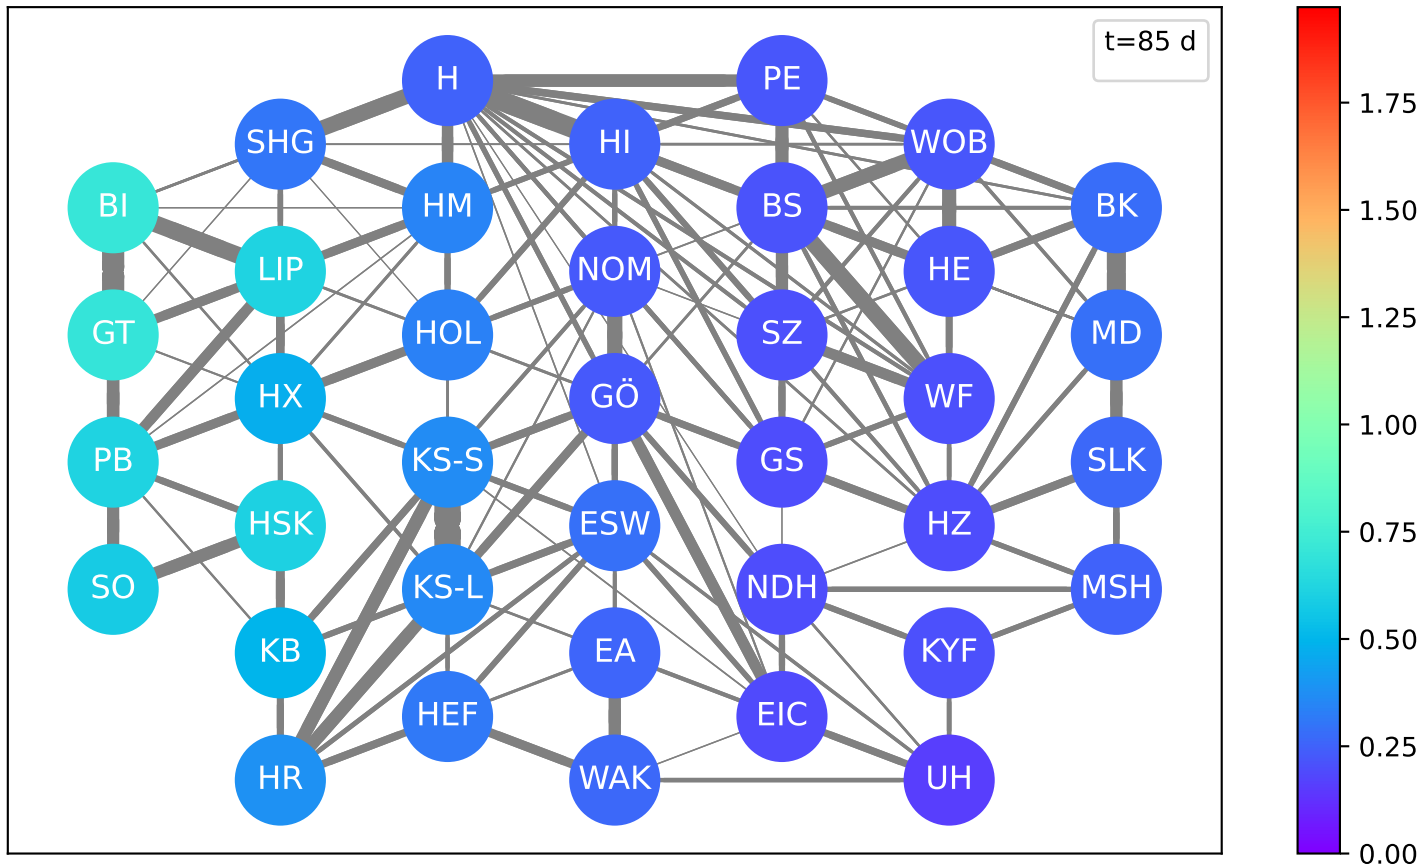 t=85 d
H
PE
SHG
HI
WOB
BI
HM
BS
BK
LIP
NOM
HE
GT
HOL
SZ
MD
HX
GÖ
WF
PB
KS-S
GS
SLK
HSK
ESW
HZ
SO
KS-L
NDH
MSH
KB
EA
KYF
HEF
EIC
HR
WAK
UH
1.75
1.50
1.25
1.00
0.75
0.50
0.25
0.00